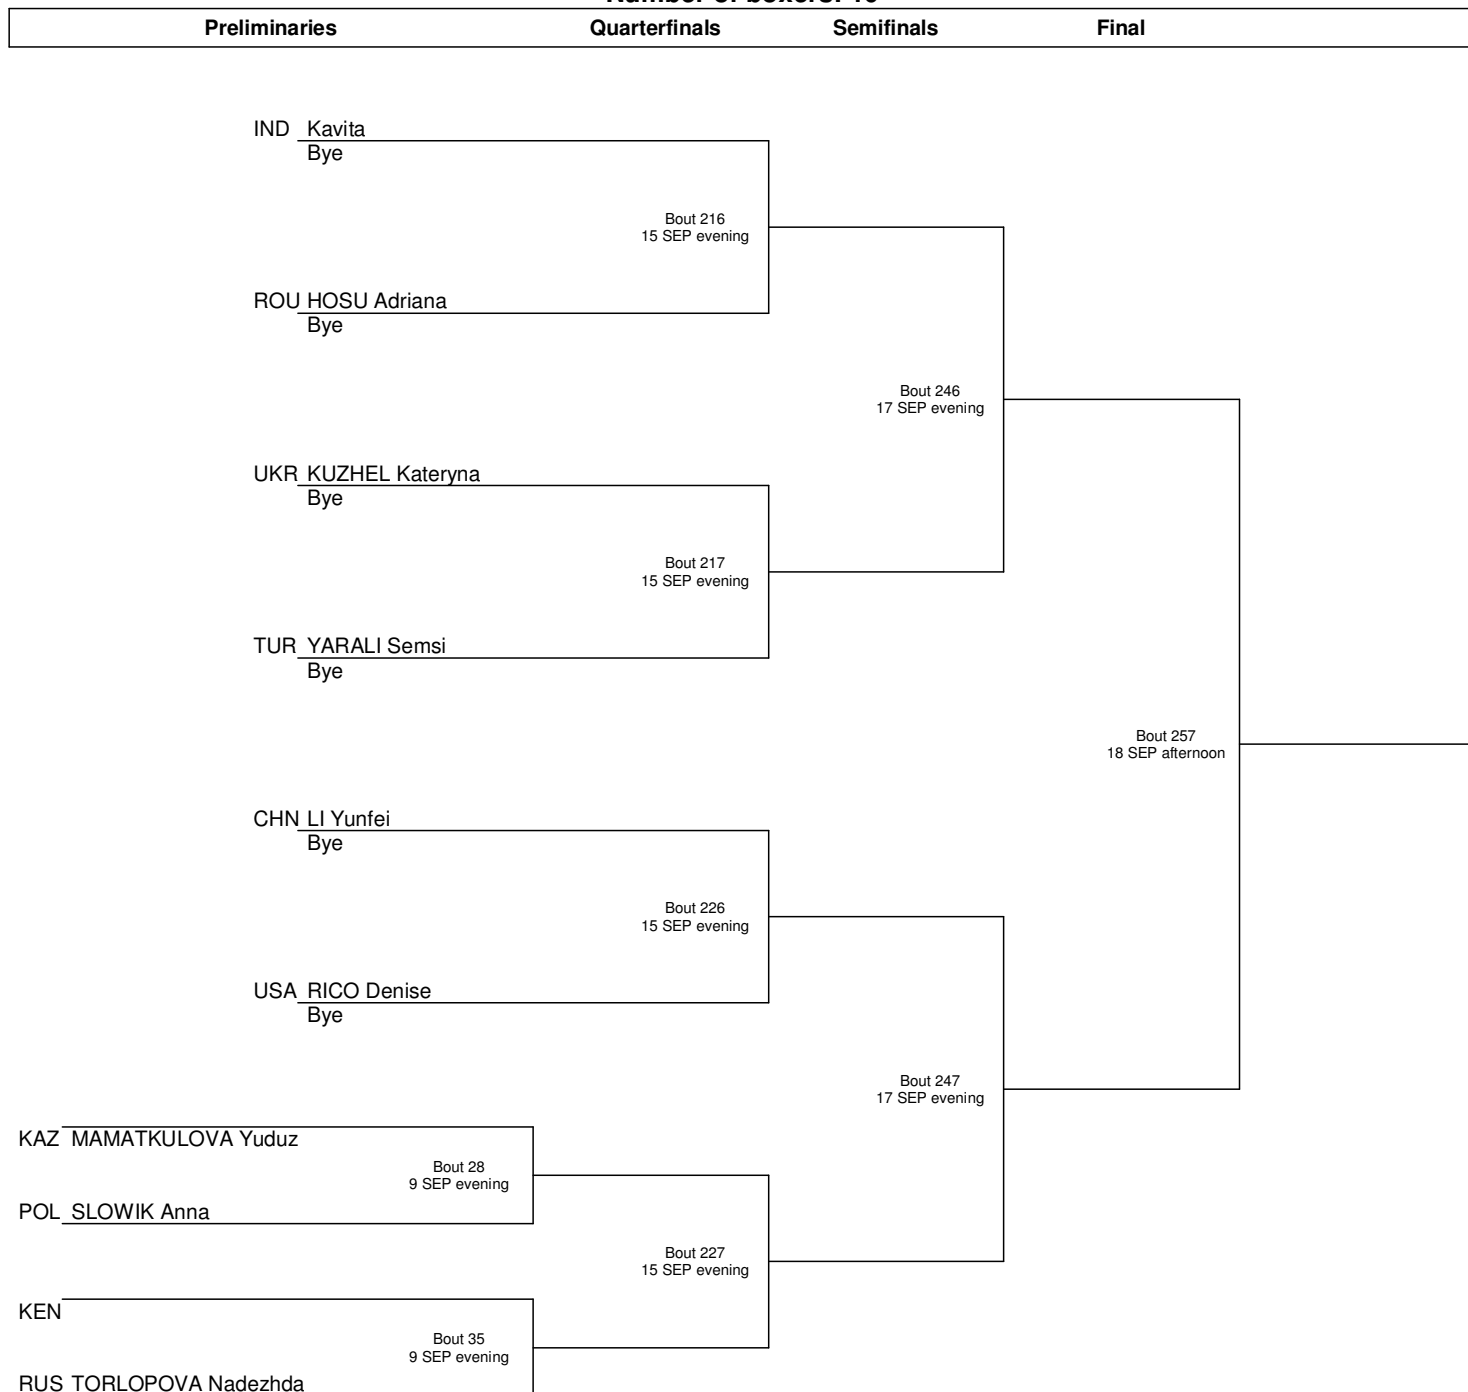 Number of boxers: 10
Preliminaries Quarterfinals Semifinals Final
IND Kavita
Bye
Bout 216
15 SEP evening
ROU HOSU Adriana
Bye
Bout 246
17 SEP evening
UKR KUZHEL Kateryna
Bye
Bout 217
15 SEP evening
TUR YARALI Semsi
Bye
Bout 257
18 SEP afternoon
CHN LI Yunfei
Bye
Bout 226
15 SEP evening
USA RICO Denise
Bye
Bout 247
17 SEP evening
KAZ MAMATKULOVA Yuduz
Bout 28
9 SEP evening
POL SLOWIK Anna
Bout 227
15 SEP evening
KEN
Bout 35
9 SEP evening
RUS TORLOPOVA Nadezhda